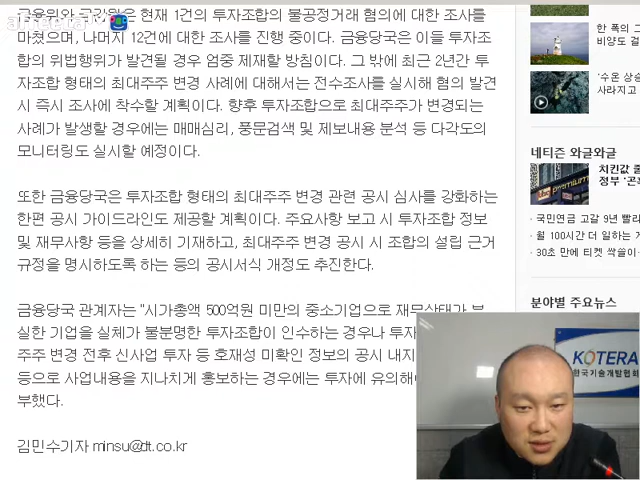 afreecaTV
금융위와 금감원은 현재 1건의 투자조합의 불공정거래 혐의에 대한 조사를
마쳤으며, 나머지 12건에 대한 조사를 진행 중이다. 금융당국은 이들 투자조
합의 위법행위가 발견될 경우 엄중 제재할 방침이다. 그 밖에 최근 2년간 투
자조합 형태의 최대주주 변경 사례에 대해서는 전수조사를 실시해 혐의 발견
시 즉시 조사에 착수할 계획이다. 향후 투자조합으로 최대주주가 변경되는
사례가 발생할 경우에는 매매심리, 풍문검색 및 제보내용 분석 등 다각도의
모니터링도 실시할 예정이다.
또한 금융당국은 투자조합 형태의 최대주주 변경 관련 공시 심사를 강화하는
한편 공시 가이드라인도 제공할 계획이다. 주요사항 보고 시 투자조합 정보
및 재무사항 등을 상세히 기재하고, 최대주주 변경 공시 시 조합의 설립 근거
규정을 명시하도록 하는 등의 공시서식 개정도 추진한다.
금융당국 관계자는 "시가총액 500억원 미만의 중소기업으로 재무상태가 부
실한 기업을 실체가 불분명한 투자조합이 인수하는 경우나 투자
주주 변경 전후 신사업 투자 등 호재성 미확인 정보의 공시 내지
등으로 사업내용을 지나치게 홍보하는 경우에는 투자에 유의해
부했다.
김민수기자 minsu@dt.co.kr
한 폭의 그
비양도 걸
'수온 상승
사라지고
네티즌 와글와글
치킨값 줄
정부 '곤혹
premium
· 국민연금 고갈 9년 빨라
· 월 100시간 더 일하는 게
· 30초 만에 티켓 싹쓸이
분야별 주요뉴스
KOTERA
한국기술개발협회